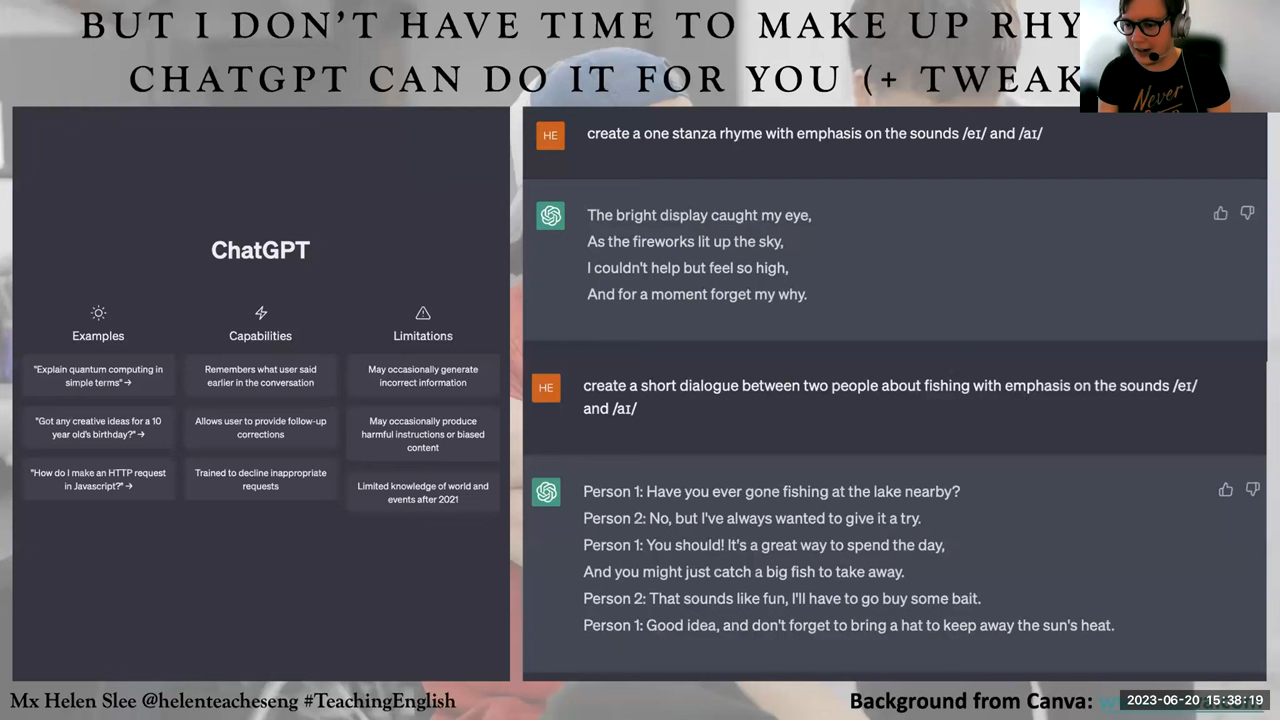 BUT I DON'T HAVE TIME TO MAKE UP RHY
CHATGPT CAN DO IT FOR YOU (+ TWEAK
Never
ChatGPT
Examples
Capabilities
Limitations
"Explain quantum computing in
simple terms" →
Remembers what user said
earlier in the conversation
May occasionally generate
incorrect information
"Got any creative ideas for a 10
year old's birthday?" →
Allows user to provide follow-up
corrections
May occasionally produce
harmful instructions or biased
content
"How do I make an HTTP request
in Javascript?" →
Trained to decline inappropriate
requests
Limited knowledge of world and
events after 2021
HE
create a one stanza rhyme with emphasis on the sounds /eɪ/ and /aɪ/
The bright display caught my eye,
As the fireworks lit up the sky,
I couldn't help but feel so high,
And for a moment forget my why.
HE
create a short dialogue between two people about fishing with emphasis on the sounds /eɪ/
and /aɪ/
Person 1: Have you ever gone fishing at the lake nearby?
Person 2: No, but I've always wanted to give it a try.
Person 1: You should! It's a great way to spend the day,
And you might just catch a big fish to take away.
Person 2: That sounds like fun, I'll have to go buy some bait.
Person 1: Good idea, and don't forget to bring a hat to keep away the sun's heat.
Mx Helen Slee @helenteacheseng #TeachingEnglish
Background from Canva:
2023-06-20 15:38:19